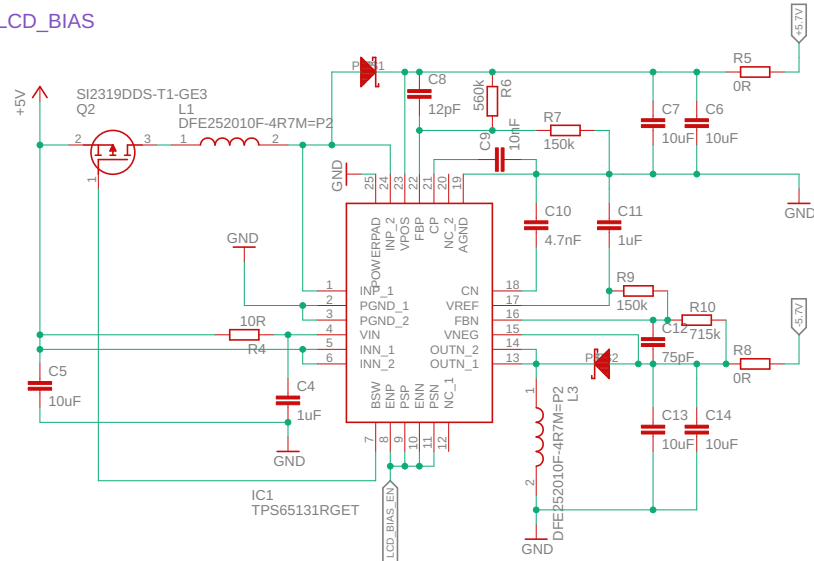 LCD_BIAS
+5.7V
R5
0R
C8
12pF
560k
R6
SI2319DDS-T1-GE3
Q2
L1
DFE252010F-4R7M=P2
+5V
2
3
1
1
2
R7
150k
C9
10nF
C7
10uF
C6
10uF
GND
25
24
23
22
21
20
19
POWERPAD
INP_2
VPOS
FBP
CP
NC_2
AGND
GND
C10
4.7nF
C11
1uF
GND
1
INP_1
2
PGND_1
3
PGND_2
4
VIN
5
INN_1
6
INN_2
CN
18
VREF
17
FBN
16
VNEG
15
OUTN_2
14
OUTN_1
13
R9
150k
R10
715k
C12
75pF
-5.7V
R8
0R
10R
R4
C5
10uF
C4
1uF
GND
BSW
ENP
PSP
ENN
PSN
NC_1
7
8
9
10
11
12
1
2
L3
DFE252010F-4R7M=P2
C13
10uF
C14
10uF
GND
IC1
TPS65131RGET
LCD_BIAS_EN